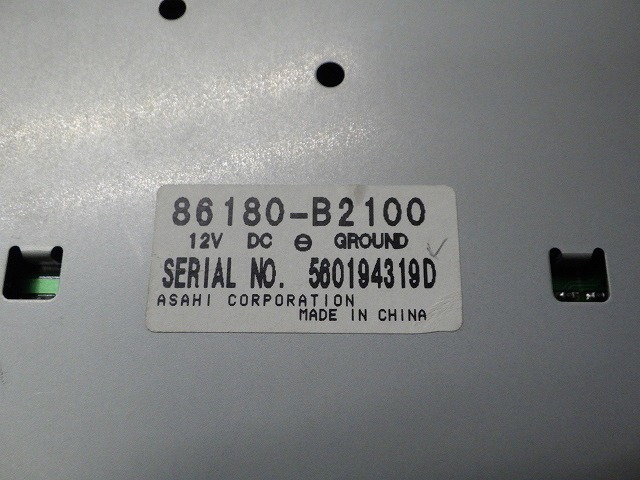 86180-B2100
12V DC ⊖ GROUND
SERIAL NO. 560194319D
ASAHI CORPORATION
MADE IN CHINA